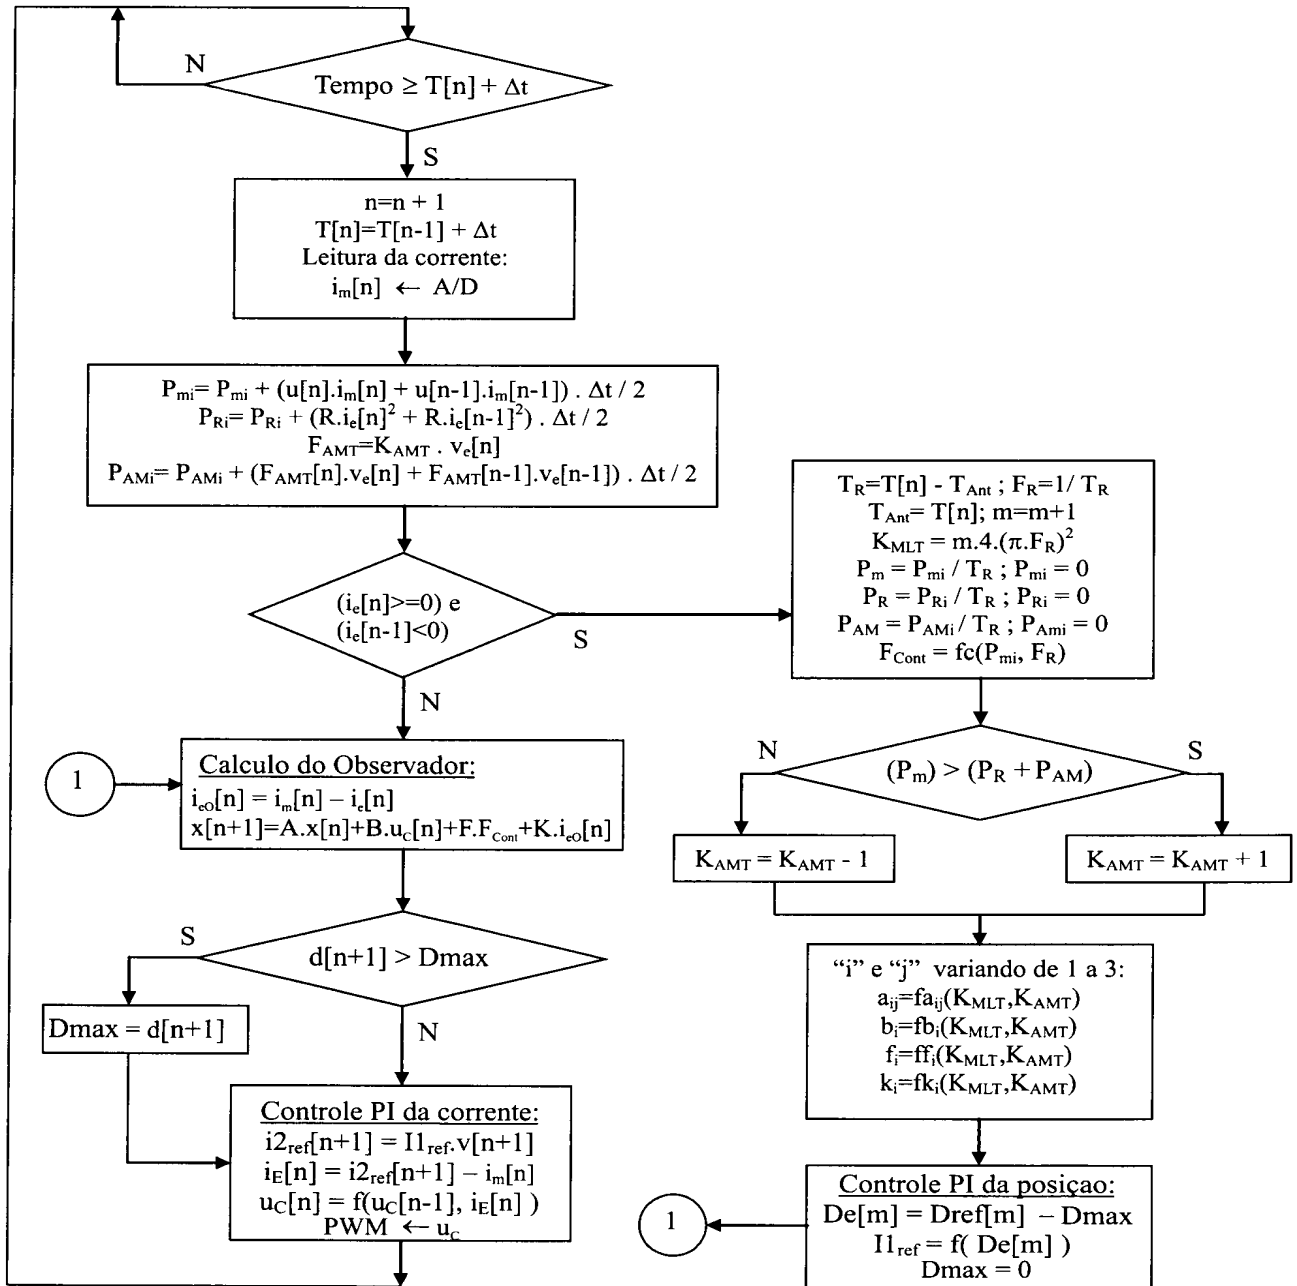 N
Tempo ≥ T[n] + Δt
S
n=n + 1
T[n]=T[n-1] + Δt
Leitura da corrente:
i_m[n] ← A/D
P_mi= P_mi + (u[n].i_m[n] + u[n-1].i_m[n-1]) . Δt / 2
P_Ri= P_Ri + (R.i_e[n]² + R.i_e[n-1]²) . Δt / 2
F_AMT=K_AMT . v_e[n]
P_AMi= P_AMi + (F_AMT[n].v_e[n] + F_AMT[n-1].v_e[n-1]) . Δt / 2
(i_e[n]>=0) e
(i_e[n-1]<0)
S
N
T_R=T[n] - T_Ant ; F_R=1/ T_R
T_Ant= T[n]; m=m+1
K_MLT = m.4.(π.F_R)²
P_m = P_mi / T_R ; P_mi = 0
P_R = P_Ri / T_R ; P_Ri = 0
P_AM = P_AMi / T_R ; P_Ami = 0
F_Cont = fc(P_mi, F_R)
N
(P_m) > (P_R + P_AM)
S
K_AMT = K_AMT - 1
K_AMT = K_AMT + 1
"i" e "j" variando de 1 a 3:
a_ij=fa_ij(K_MLT,K_AMT)
b_i=fb_i(K_MLT,K_AMT)
f_i=ff_i(K_MLT,K_AMT)
k_i=fk_i(K_MLT,K_AMT)
Controle PI da posiçao:
De[m] = Dref[m] – Dmax
I1_ref = f( De[m] )
Dmax = 0
1
1
Calculo do Observador:
i_eO[n] = i_m[n] – i_e[n]
x[n+1]=A.x[n]+B.u_C[n]+F.F_Cont+K.i_eO[n]
S
d[n+1] > Dmax
N
Dmax = d[n+1]
Controle PI da corrente:
i2_ref[n+1] = I1_ref.v[n+1]
i_E[n] = i2_ref[n+1] – i_m[n]
u_C[n] = f(u_C[n-1], i_E[n] )
PWM ← u_c